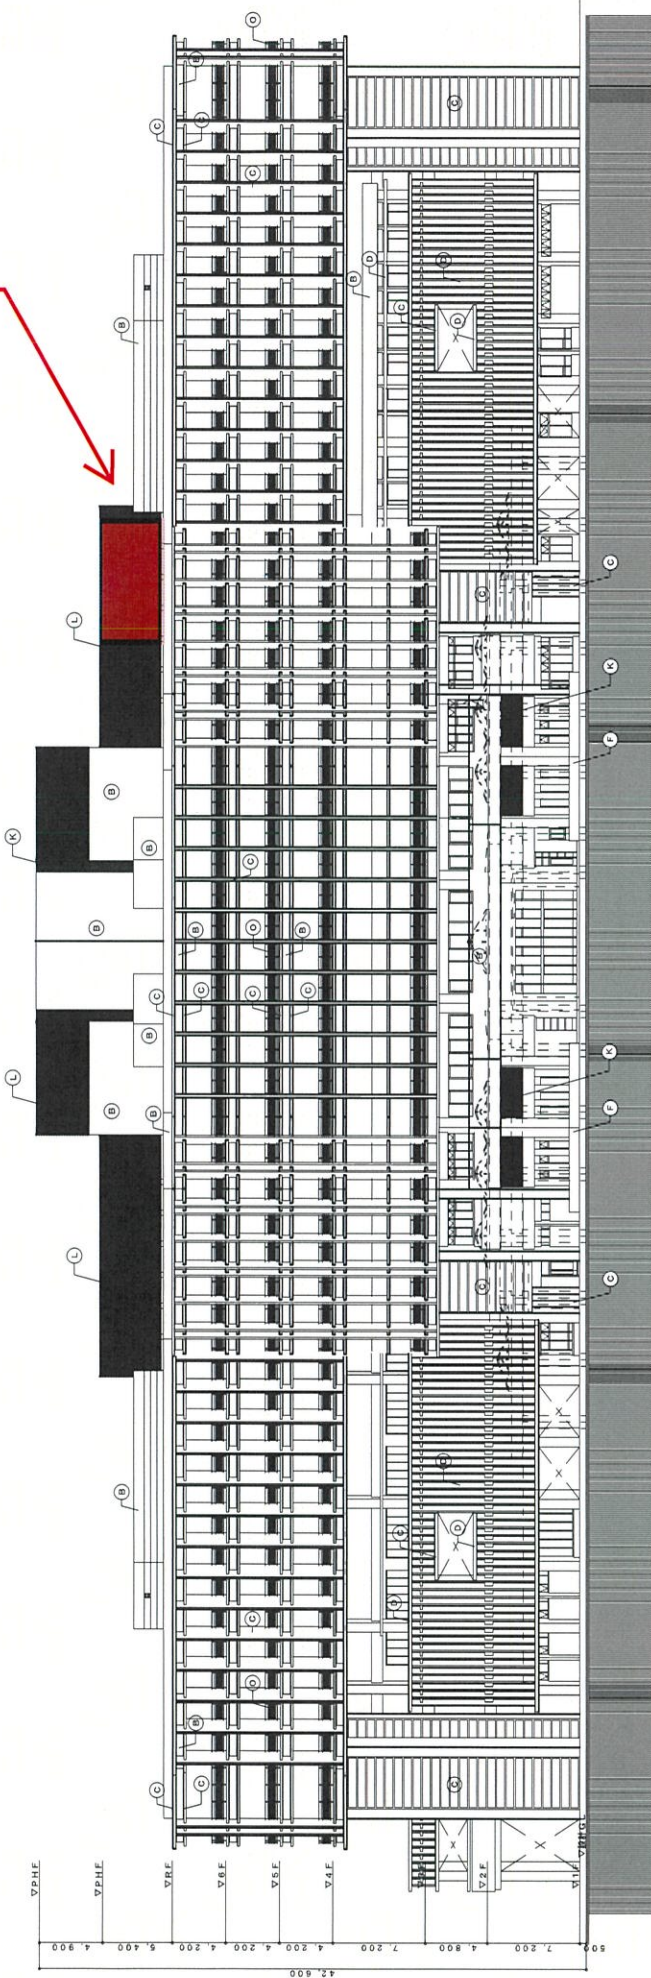 L K
▽PHF
L L
4,900
B
B B
▽PHF
B B
5,400
B B
C B C C
▽RF
B C C B C B
4,200
▽6F
O C C O C C O
4,200
▽5F
C B
4,200
▽4F
B
D
7,200
D C C
D D
C D D C
4,800
C B C
▽2F
7,200
▽1F
500
C F K F K C
42,600